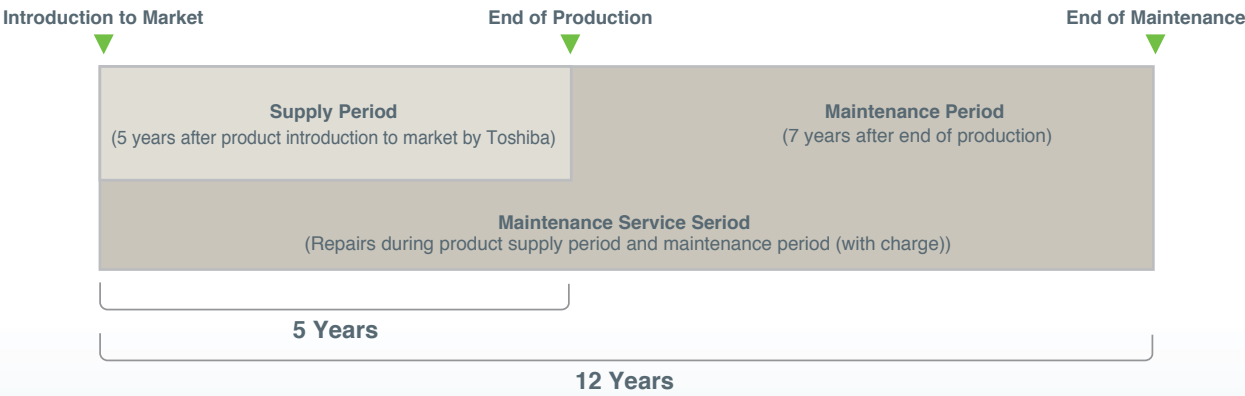 Introduction to Market
End of Production
End of Maintenance
Supply Period
(5 years after product introduction to market by Toshiba)
Maintenance Period
(7 years after end of production)
Maintenance Service Seriod
(Repairs during product supply period and maintenance period (with charge))
5 Years
12 Years